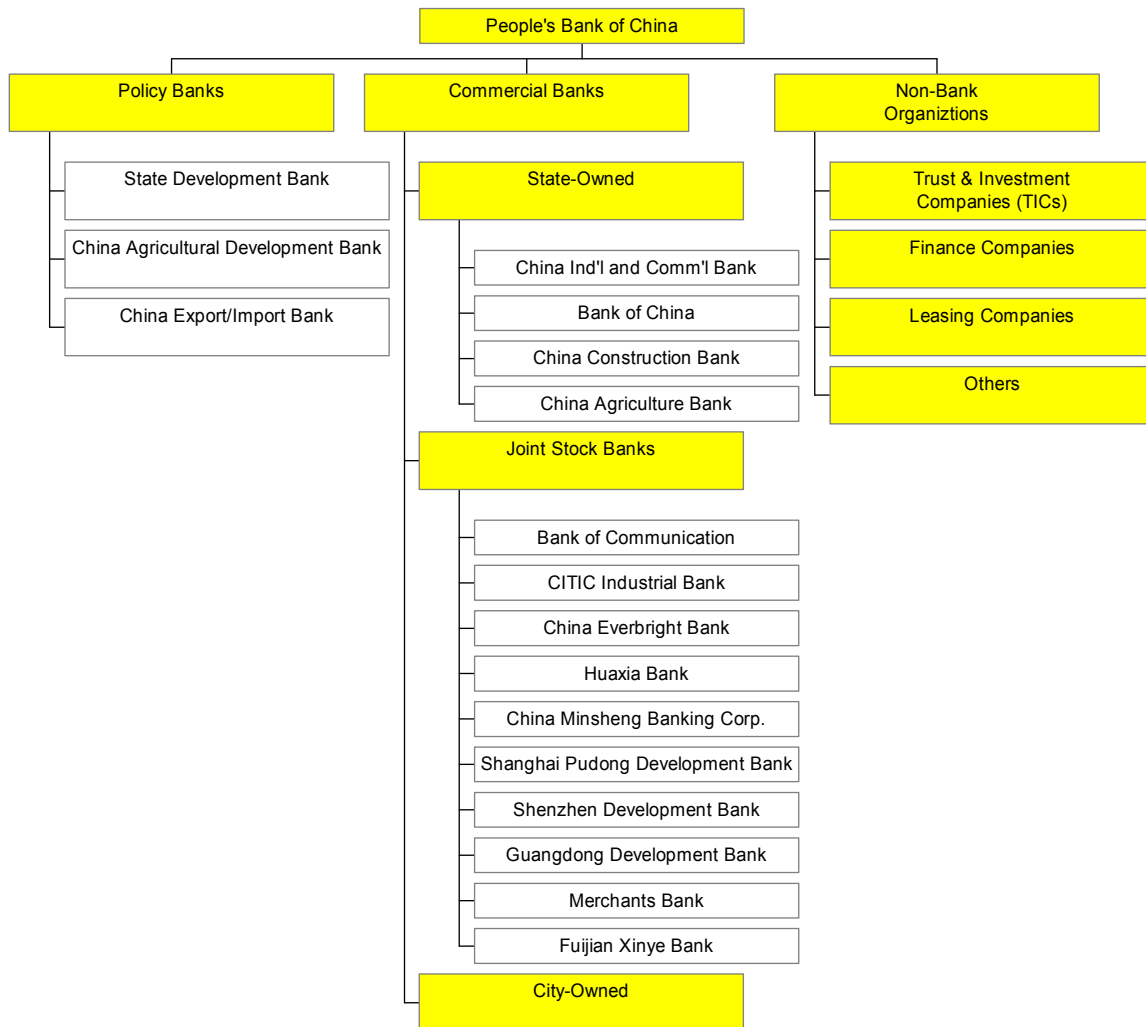 People's Bank of China
Policy Banks
State Development Bank
China Agricultural Development Bank
China Export/Import Bank
Commercial Banks
State-Owned
China Ind'l and Comm'l Bank
Bank of China
China Construction Bank
China Agriculture Bank
Joint Stock Banks
Bank of Communication
CITIC Industrial Bank
China Everbright Bank
Huaxia Bank
China Minsheng Banking Corp.
Shanghai Pudong Development Bank
Shenzhen Development Bank
Guangdong Development Bank
Merchants Bank
Fuijian Xinye Bank
City-Owned
Non-Bank
Organiztions
Trust & Investment
Companies (TICs)
Finance Companies
Leasing Companies
Others